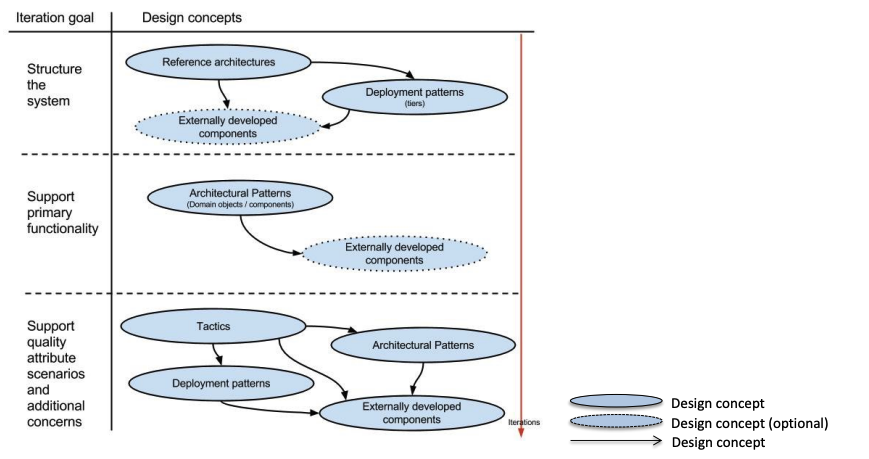 Iteration goal
Design concepts
Structure
the
system
Reference architectures
Deployment patterns
(tiers)
Externally developed
components
Support
primary
functionality
Architectural Patterns
(Domain objects / components)
Externally developed
components
Support
quality
attribute
scenarios
and
additional
concerns
Tactics
Architectural Patterns
Deployment patterns
Externally developed
components
Iterations
Design concept
Design concept (optional)
Design concept